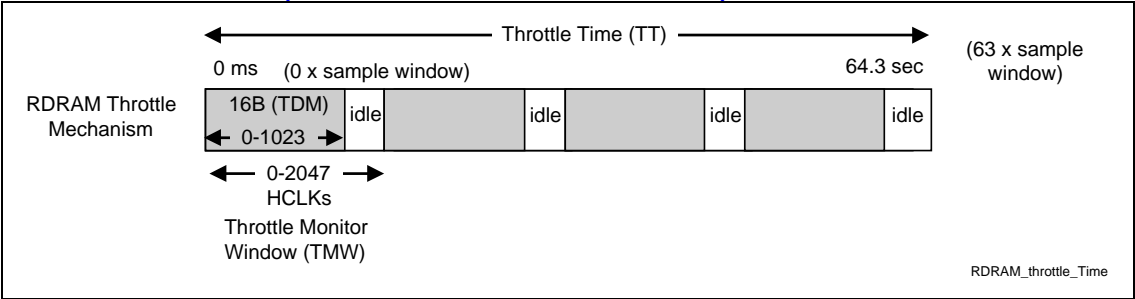 Throttle Time (TT)
0 ms (0 x sample window)
64.3 sec
(63 x sample
window)
RDRAM Throttle
Mechanism
16B (TDM)
0-1023
idle
idle
idle
idle
0-2047
HCLKs
Throttle Monitor
Window (TMW)
RDRAM_throttle_Time